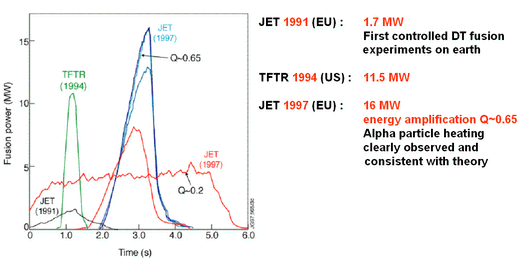 JET
(1997)
Q~0.65
TFTR
(1994)
JET
(1997)
Q~0.2
JET
(1991)
Fusion power (MW)
15
10
5
0
0
1.0
2.0
3.0
4.0
5.0
6.0
Time (s)
JET 1991 (EU) : 1.7 MW
First controlled DT fusion
experiments on earth
TFTR 1994 (US) : 11.5 MW
JET 1997 (EU) : 16 MW
energy amplification Q~0.65
Alpha particle heating
clearly observed and
consistent with theory